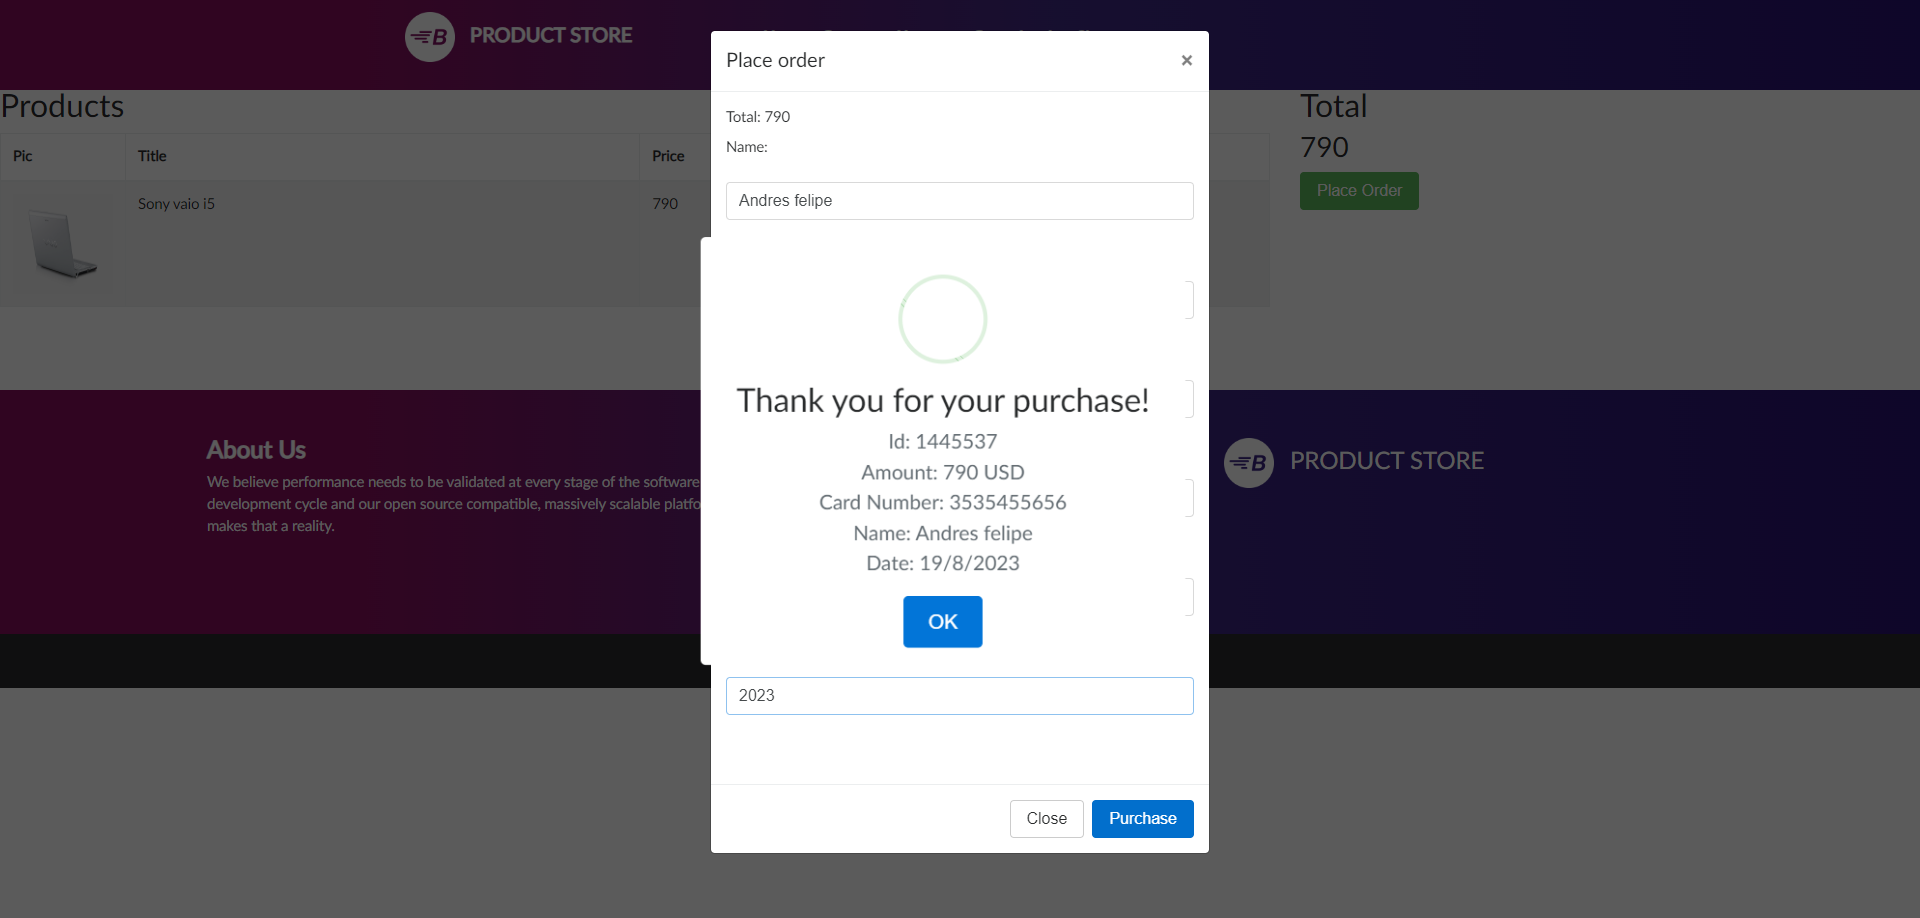 B PRODUCT STORE
Place order ×
Total: 790
Name:
Andres felipe
Products
Pic Title Price
Sony vaio i5 790
Total
790
Place Order
Thank you for your purchase!
Id: 1445537
Amount: 790 USD
Card Number: 3535455656
Name: Andres felipe
Date: 19/8/2023
OK
2023
Close Purchase
About Us
We believe performance needs to be validated at every stage of the software
development cycle and our open source compatible, massively scalable platfo
makes that a reality.
B PRODUCT STORE